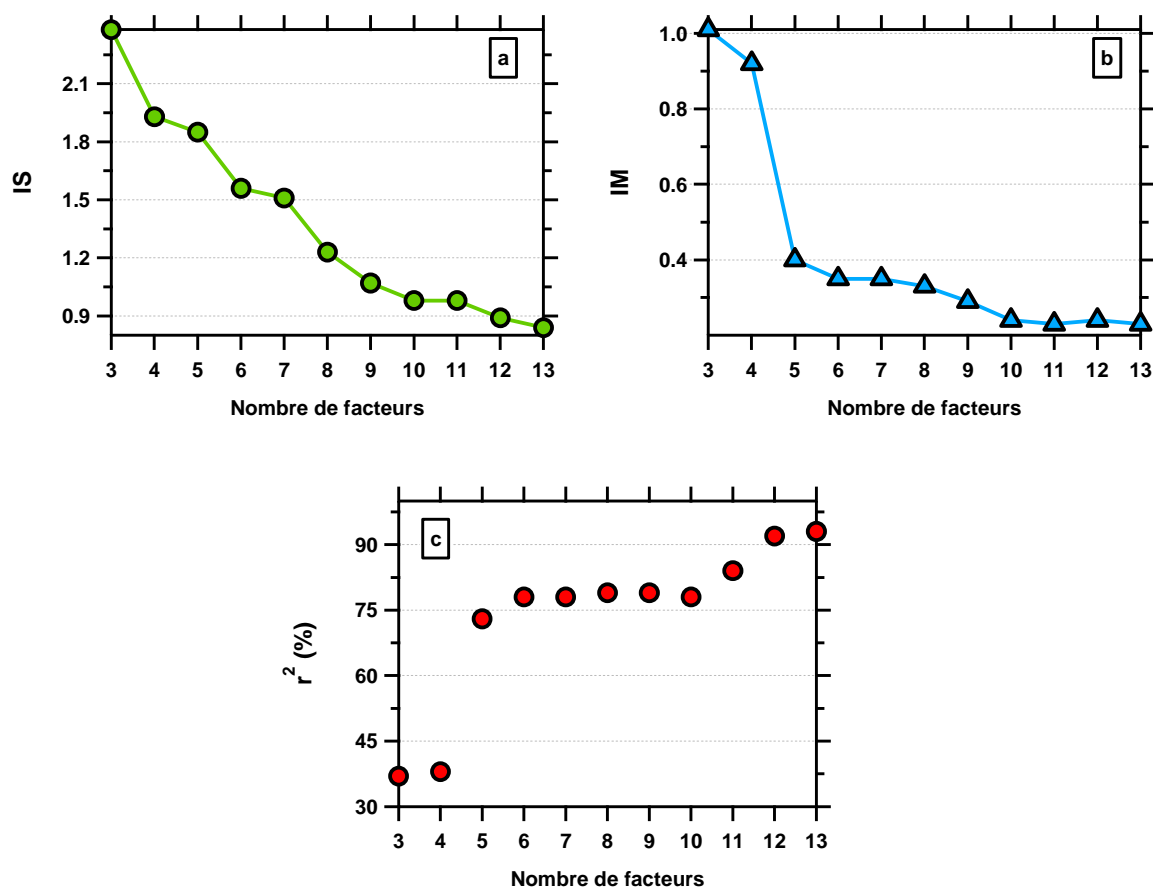 a
2.1
1.8
1.5
1.2
0.9
IS
3 4 5 6 7 8 9 10 11 12 13
Nombre de facteurs
b
1.0
0.8
0.6
0.4
IM
3 4 5 6 7 8 9 10 11 12 13
Nombre de facteurs
c
90
75
60
45
30
r² (%)
3 4 5 6 7 8 9 10 11 12 13
Nombre de facteurs